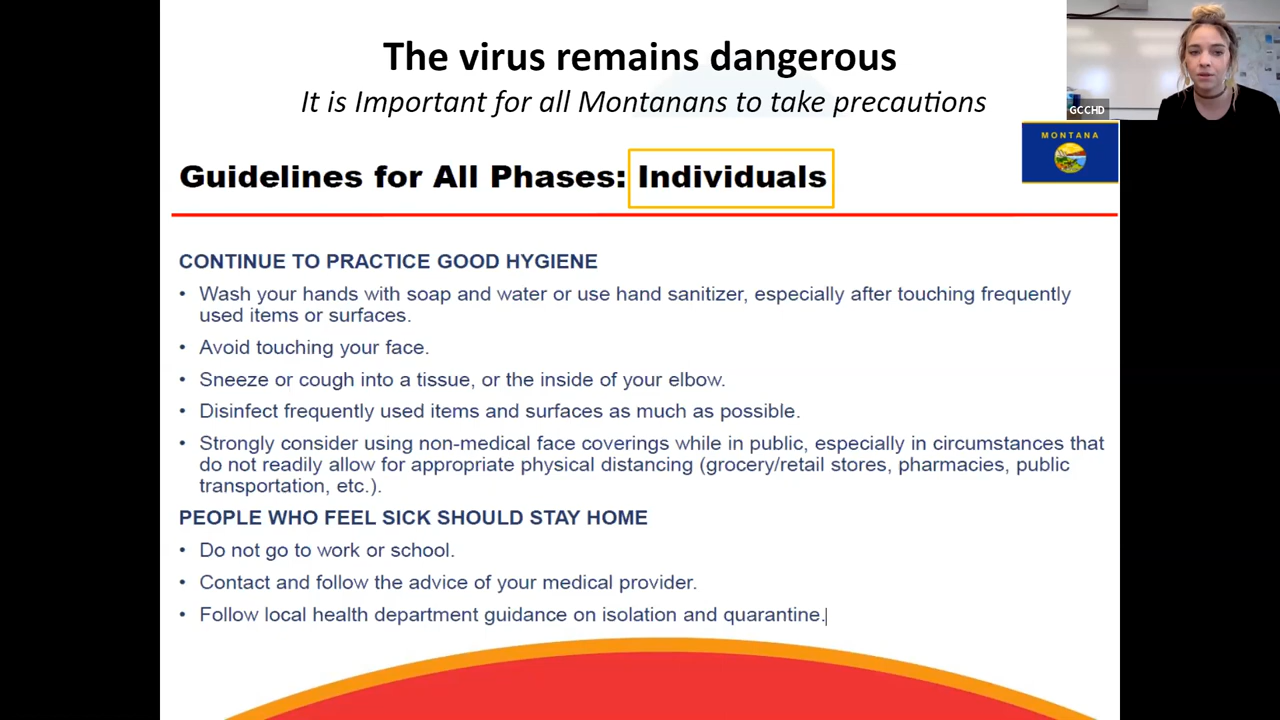 The virus remains dangerous
It is Important for all Montanans to take precautions
GCCHD
MONTANA
Guidelines for All Phases: Individuals
CONTINUE TO PRACTICE GOOD HYGIENE
• Wash your hands with soap and water or use hand sanitizer, especially after touching frequently
used items or surfaces.
• Avoid touching your face.
• Sneeze or cough into a tissue, or the inside of your elbow.
• Disinfect frequently used items and surfaces as much as possible.
• Strongly consider using non-medical face coverings while in public, especially in circumstances that
do not readily allow for appropriate physical distancing (grocery/retail stores, pharmacies, public
transportation, etc.).
PEOPLE WHO FEEL SICK SHOULD STAY HOME
• Do not go to work or school.
• Contact and follow the advice of your medical provider.
• Follow local health department guidance on isolation and quarantine.